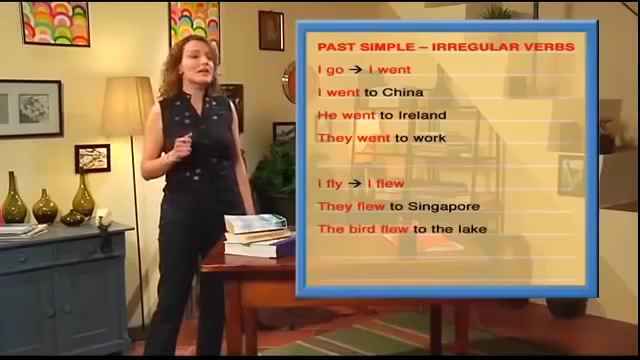 PAST SIMPLE – IRREGULAR VERBS
I go → I went
I went to China
He went to Ireland
They went to work
I fly → I flew
They flew to Singapore
The bird flew to the lake